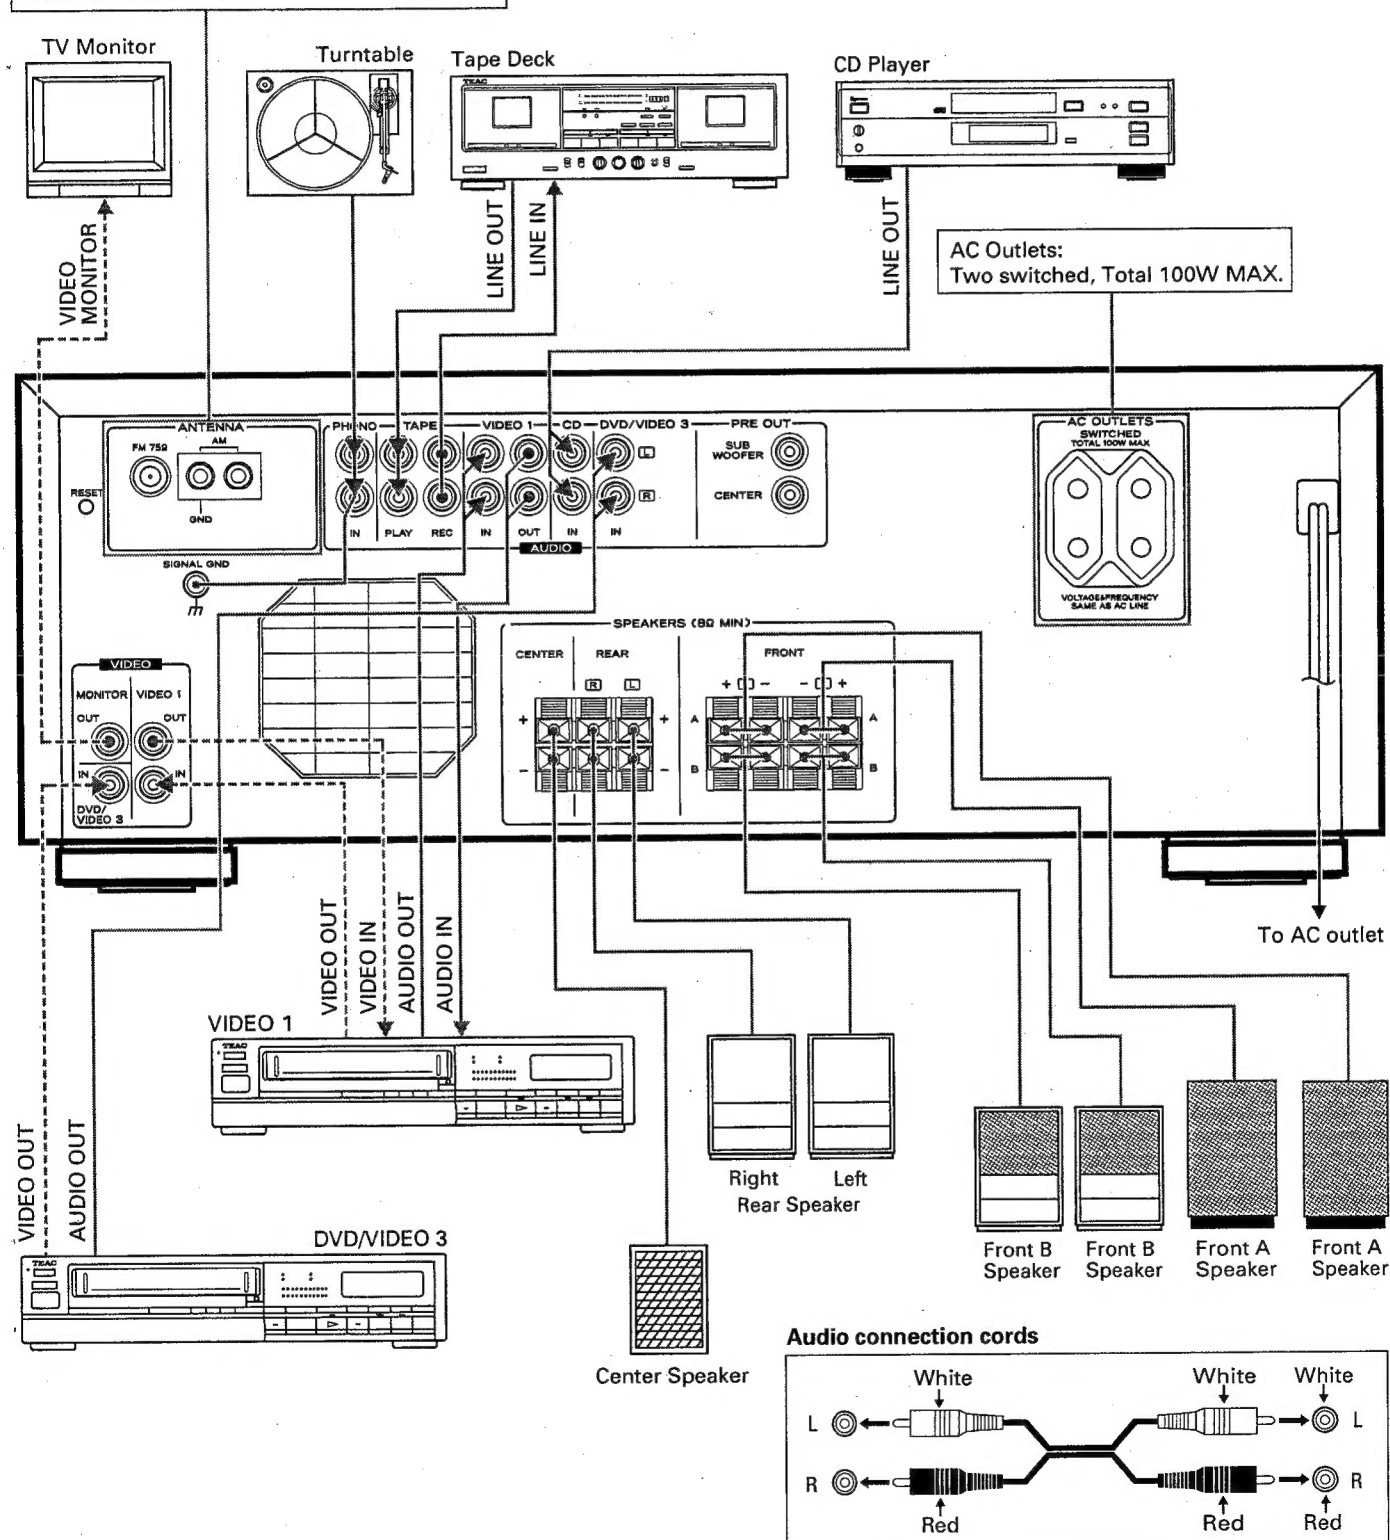 TV Monitor
Turntable
Tape Deck
CD Player
TEAC
VIDEO
MONITOR
LINE OUT
LINE IN
LINE OUT
AC Outlets:
Two switched, Total 100W MAX.
ANTENNA
FM 75Ω
AM
GND
RESET
SIGNAL GND
PHONO
TAPE
VIDEO 1
CD
DVD/VIDEO 3
PRE OUT
L
R
SUB
WOOFER
CENTER
IN
PLAY
REC
IN
OUT
IN
IN
AUDIO
AC OUTLETS
SWITCHED
TOTAL 100W MAX
VOLTAGE&FREQUENCY
SAME AS AC LINE
VIDEO
MONITOR
VIDEO 1
OUT
OUT
IN
IN
DVD/
VIDEO 3
SPEAKERS (8Ω MIN)
CENTER
REAR
FRONT
R
L
+ −
− +
+
+
A
A
−
−
B
B
To AC outlet
VIDEO OUT
VIDEO IN
AUDIO OUT
AUDIO IN
VIDEO 1
TEAC
VIDEO OUT
AUDIO OUT
DVD/VIDEO 3
TEAC
Right
Left
Rear Speaker
Center Speaker
Front B
Speaker
Front B
Speaker
Front A
Speaker
Front A
Speaker
Audio connection cords
White
White
White
L
L
R
R
Red
Red
Red